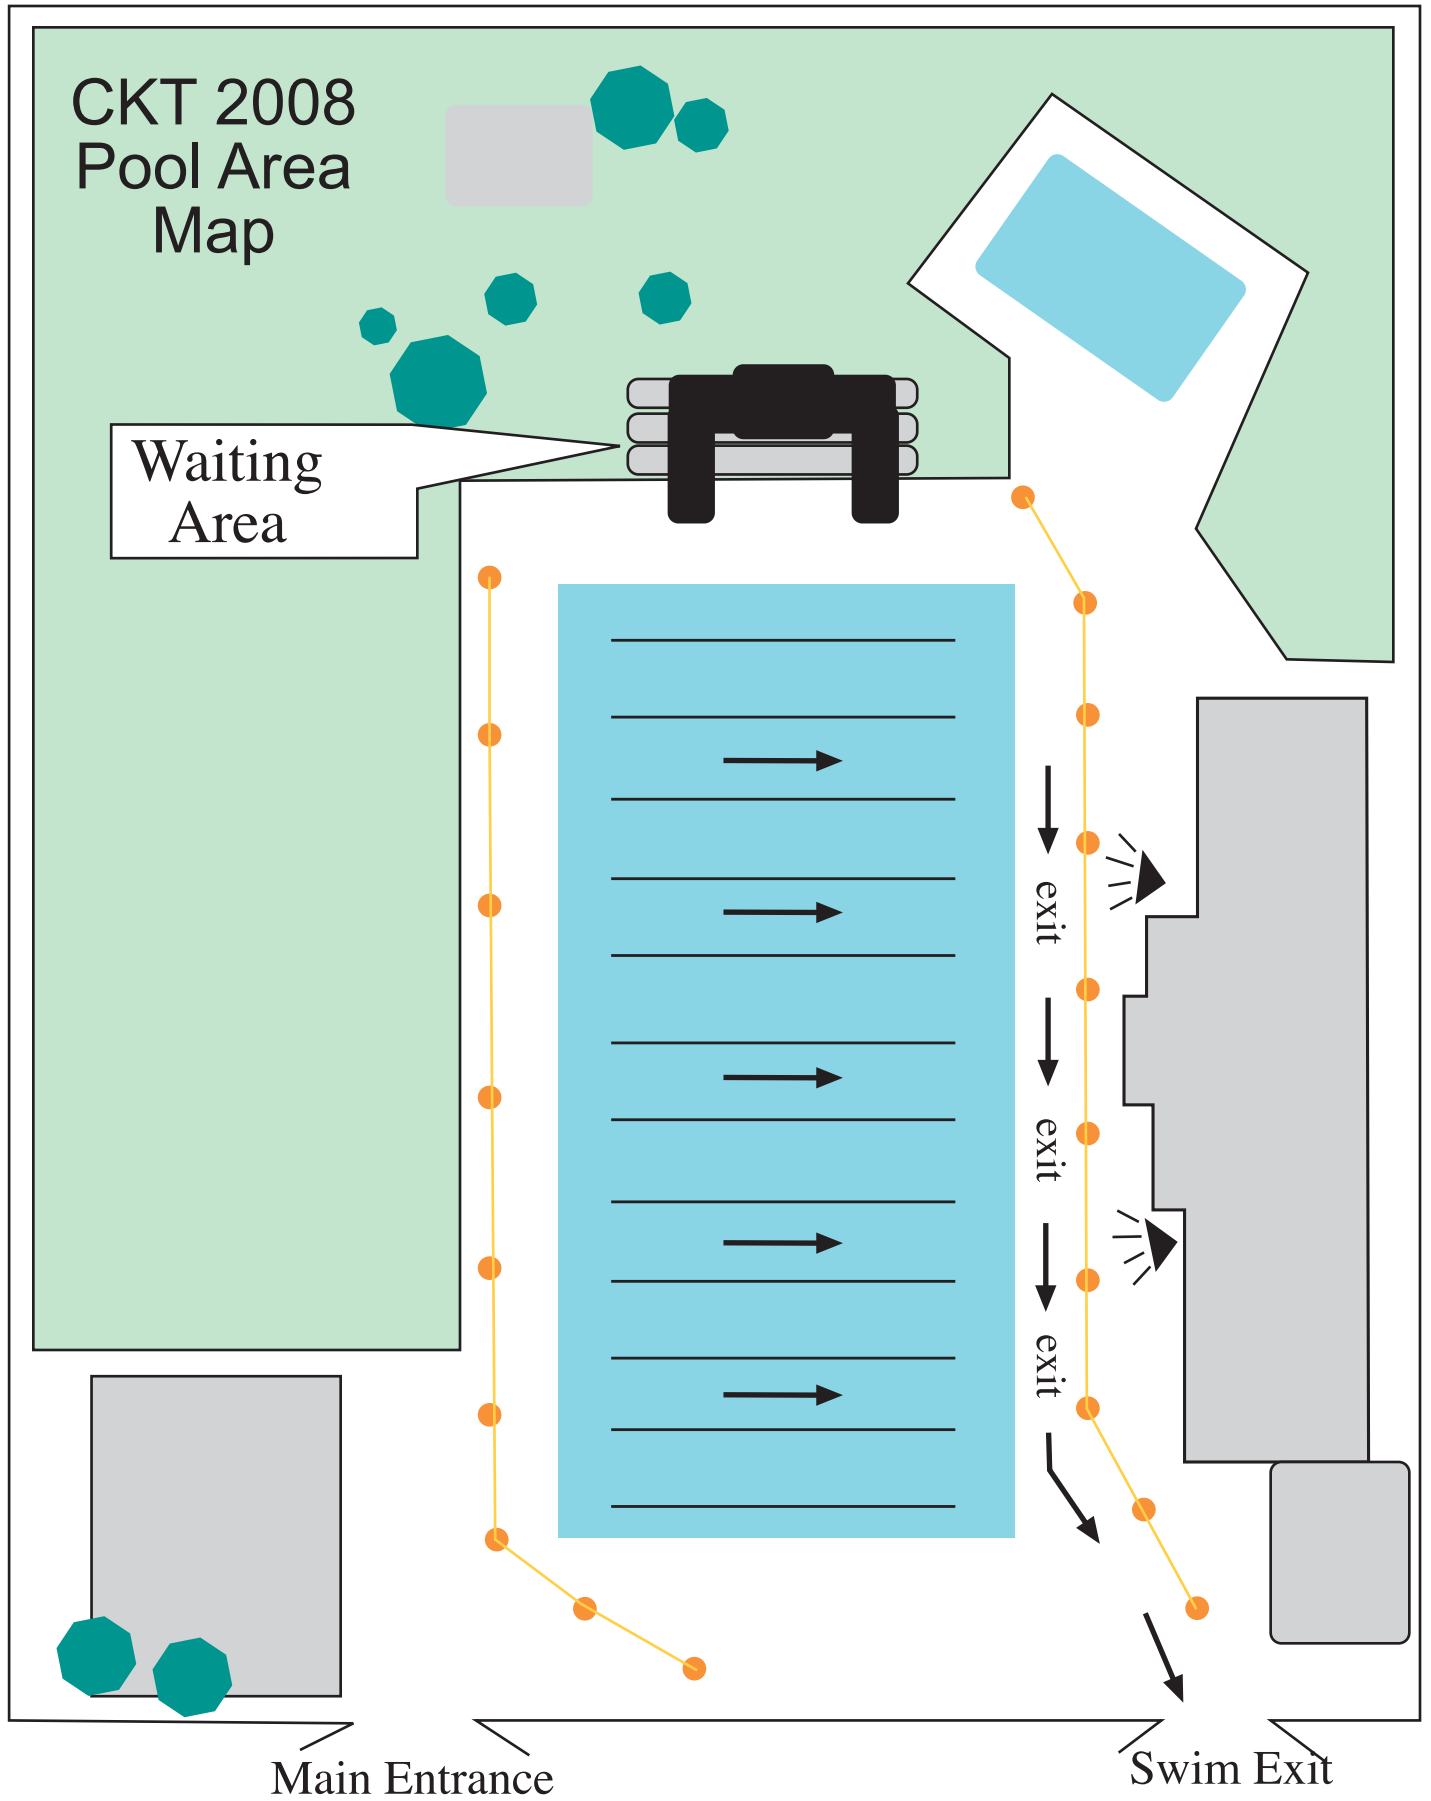 CKT 2008
Pool Area
Map
Waiting
Area
exit
exit
exit
Main Entrance
Swim Exit